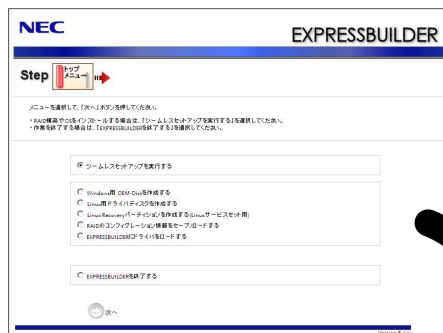 NEC
EXPRESSBUILDER
Step トップ
メニュー
メニューを選択して、「次へ」ボタンを押してください。
・RAID構築やOSをインストールする場合は、「シームレスセットアップを実行する」を選択してください。
・作業を終了する場合は、「EXPRESSBUILDERを終了する」を選択してください。
シームレスセットアップを実行する
Windows用 OEM-Diskを作成する
Linux用ドライバディスクを作成する
Linux Recoveryパーティションを作成する(Linuxサービスセット用)
RAIDのコンフィグレーション情報をセーブ/ロードする
EXPRESSBUILDERにドライバをロードする
EXPRESSBUILDERを終了する
次へ